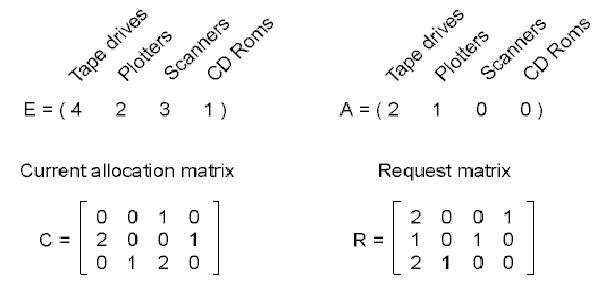 Tape drives Plotters Scanners CD Roms
Tape drives Plotters Scanners CD Roms
E = ( 4 2 3 1 )
A = ( 2 1 0 0 )
Current allocation matrix
Request matrix
0 0 1 0
C = 2 0 0 1
0 1 2 0
2 0 0 1
R = 1 0 1 0
2 1 0 0